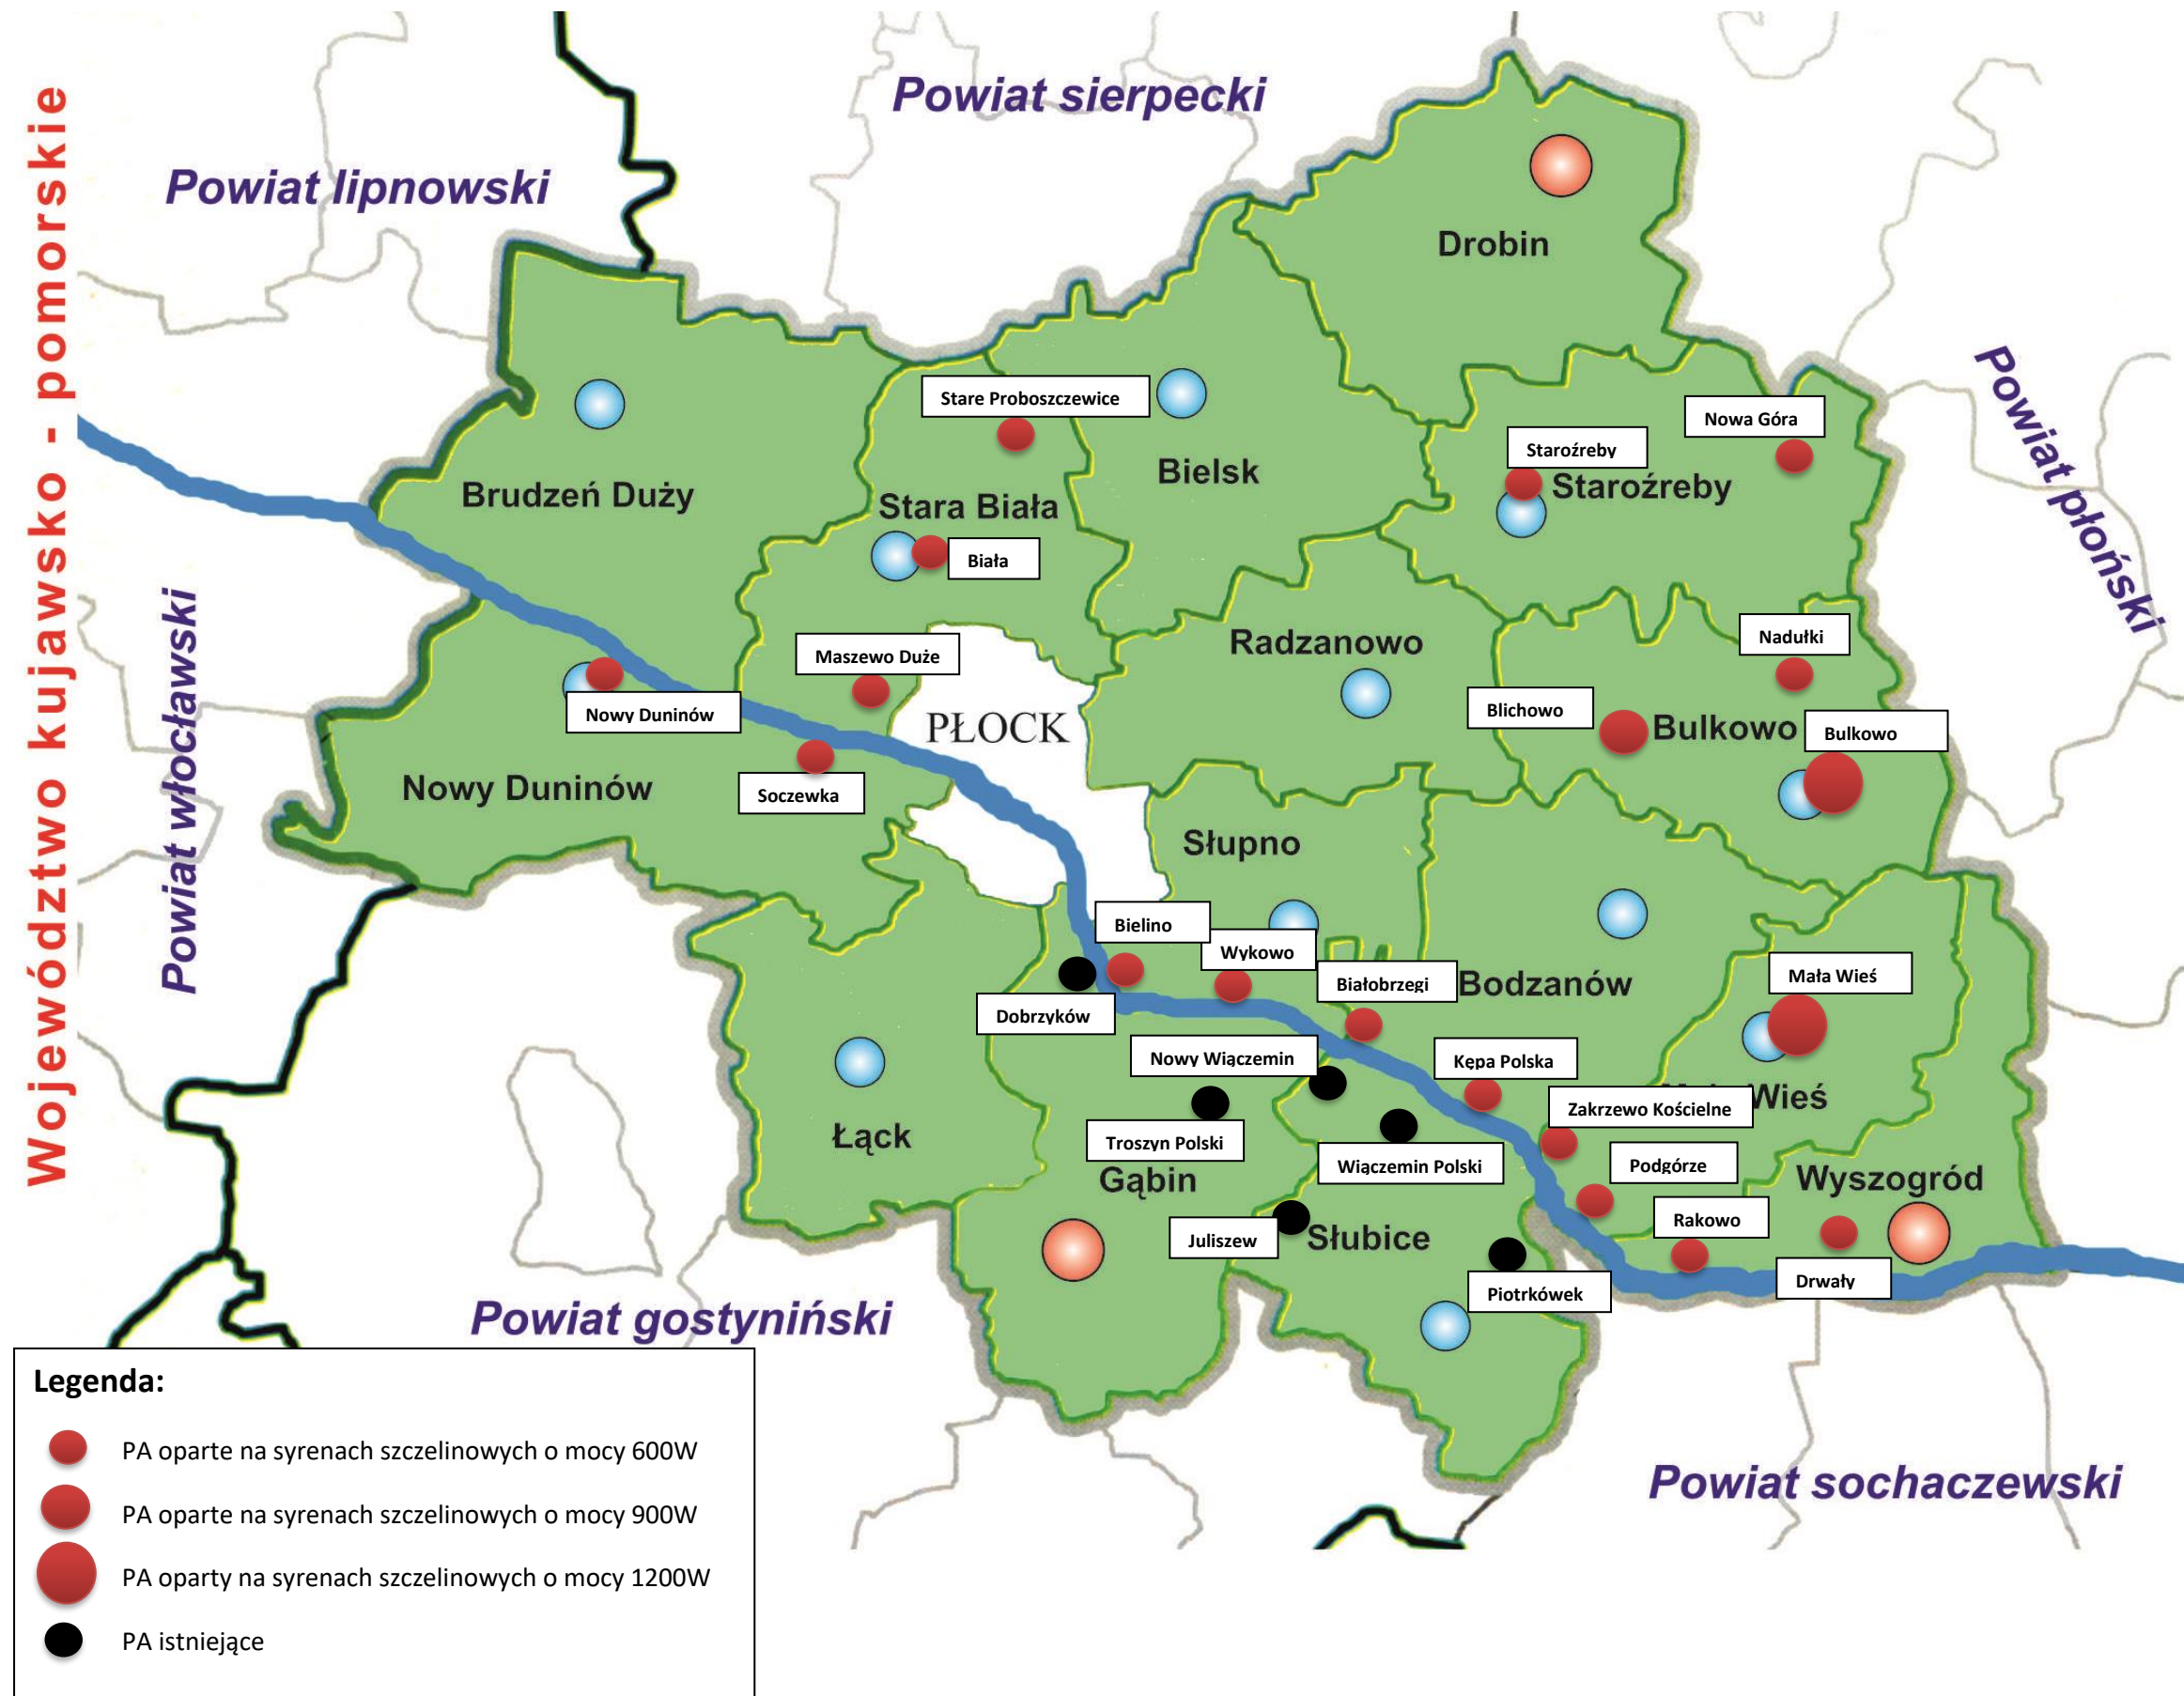 Województwo kujawsko - pomorskie
Powiat sierpecki
Powiat lipnowski
Drobin
Powiat płoński
Stare Proboszczewice
Nowa Góra
Staroźreby
Bielsk
Staroźreby
Brudzeń Duży
Stara Biała
Biała
Powiat włocławski
Nadułki
Radzanowo
Maszewo Duże
Nowy Duninów
Blichowo
PŁOCK
Bulkowo
Bulkowo
Nowy Duninów
Soczewka
Słupno
Bielino
Wykowo
Mała Wieś
Białobrzegi
Bodzanów
Dobrzyków
Nowy Wiączemin
Kępa Polska
Wieś
Zakrzewo Kościelne
Łąck
Troszyn Polski
Wiączemin Polski
Podgórze
Gąbin
Wyszogród
Rakowo
Juliszew
Słubice
Drwały
Piotrkówek
Powiat gostyniński
Powiat sochaczewski
Legenda:
PA oparte na syrenach szczelinowych o mocy 600W
PA oparte na syrenach szczelinowych o mocy 900W
PA oparty na syrenach szczelinowych o mocy 1200W
PA istniejące